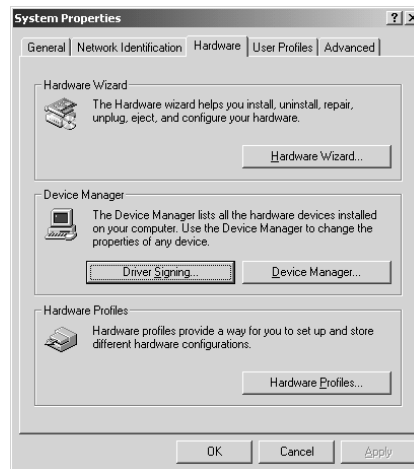 System Properties
General Network Identification Hardware User Profiles Advanced
Hardware Wizard
The Hardware wizard helps you install, uninstall, repair,
unplug, eject, and configure your hardware.
Hardware Wizard...
Device Manager
The Device Manager lists all the hardware devices installed
on your computer. Use the Device Manager to change the
properties of any device.
Driver Signing... Device Manager...
Hardware Profiles
Hardware profiles provide a way for you to set up and store
different hardware configurations.
Hardware Profiles...
OK Cancel Apply